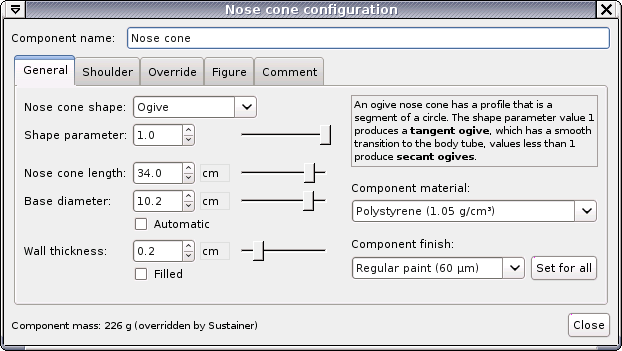 Nose cone configuration
Component name: Nose cone
General Shoulder Override Figure Comment
Nose cone shape: Ogive
Shape parameter: 1.0
An ogive nose cone has a profile that is a
segment of a circle. The shape parameter value 1
produces a tangent ogive, which has a smooth
transition to the body tube, values less than 1
produce secant ogives.
Nose cone length: 34.0 cm
Base diameter: 10.2 cm
Automatic
Wall thickness: 0.2 cm
Filled
Component material:
Polystyrene (1.05 g/cm³)
Component finish:
Regular paint (60 µm) Set for all
Component mass: 226 g (overridden by Sustainer) Close